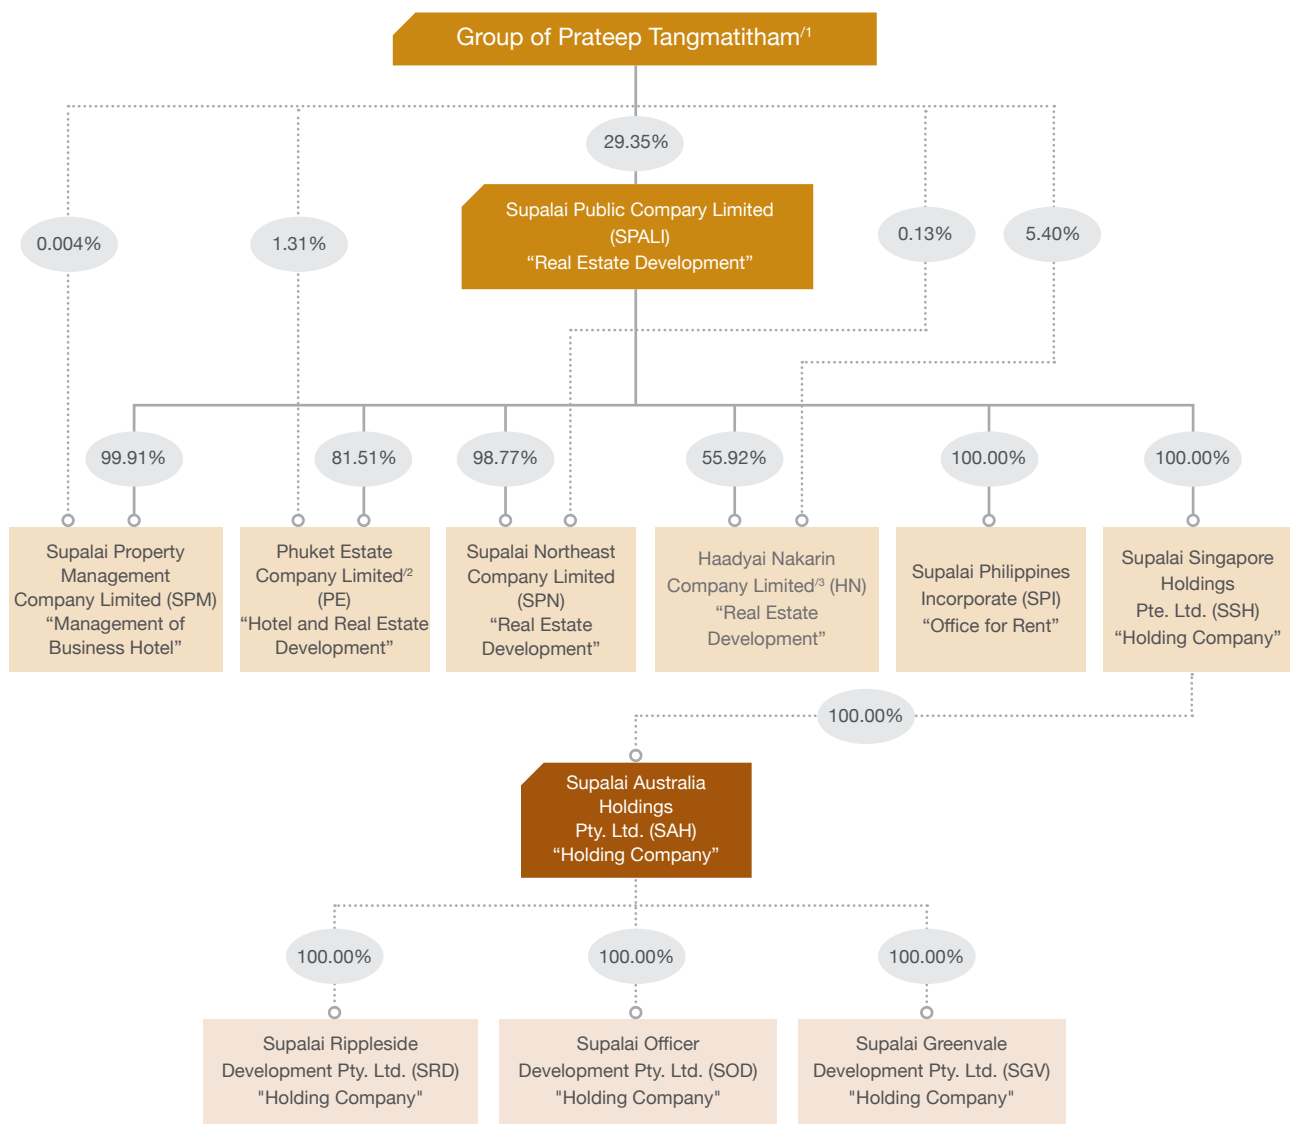 Group of Prateep Tangmatitham/1
29.35%
Supalai Public Company Limited
(SPALI)
“Real Estate Development”
0.004%
1.31%
0.13%
5.40%
99.91%
81.51%
98.77%
55.92%
100.00%
100.00%
Supalai Property
Management
Company Limited (SPM)
“Management of
Business Hotel”
Phuket Estate
Company Limited/2
(PE)
“Hotel and Real Estate
Development”
Supalai Northeast
Company Limited
(SPN)
“Real Estate
Development”
Haadyai Nakarin
Company Limited/3 (HN)
“Real Estate
Development”
Supalai Philippines
Incorporate (SPI)
“Office for Rent”
Supalai Singapore
Holdings
Pte. Ltd. (SSH)
“Holding Company”
100.00%
Supalai Australia
Holdings
Pty. Ltd. (SAH)
“Holding Company”
100.00%
100.00%
100.00%
Supalai Rippleside
Development Pty. Ltd. (SRD)
"Holding Company"
Supalai Officer
Development Pty. Ltd. (SOD)
"Holding Company"
Supalai Greenvale
Development Pty. Ltd. (SGV)
"Holding Company"